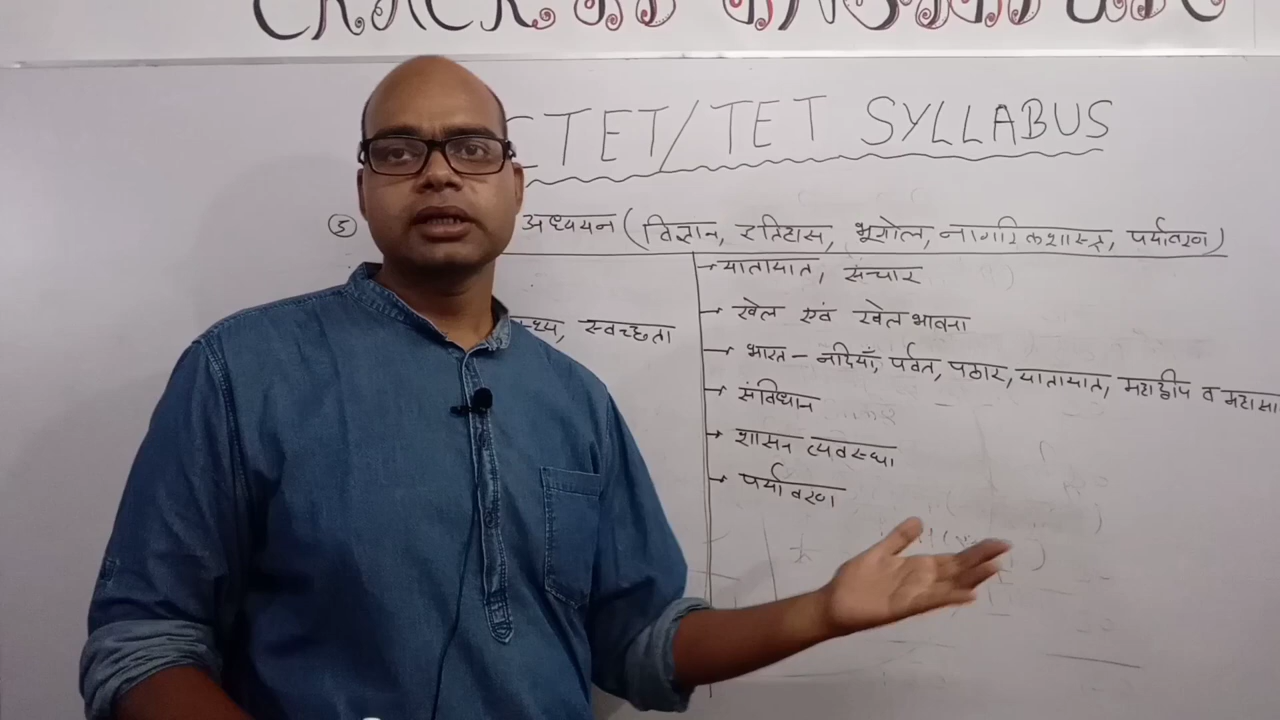 CTET/TET SYLLABUS
5 अध्ययन (विज्ञान, इतिहास, भूगोल, नागरिकशास्त्र, पर्यावरण)
स्वच्छता
→ यातायात, संचार
→ खेल एवं खेल भावना
→ भारत - नदियाँ, पर्वत, पठार, यातायात, महाद्वीप व महासा
→ संविधान
→ शासन व्यवस्था
→ पर्यावरण